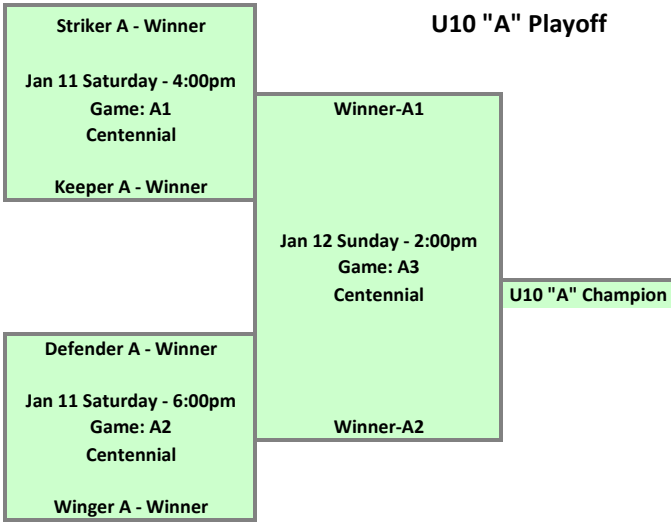 U10 "A" Playoff
Striker A - Winner
Jan 11 Saturday - 4:00pm
Game: A1
Centennial
Keeper A - Winner
Winner-A1
Jan 12 Sunday - 2:00pm
Game: A3
Centennial
Winner-A2
U10 "A" Champion
Defender A - Winner
Jan 11 Saturday - 6:00pm
Game: A2
Centennial
Winger A - Winner